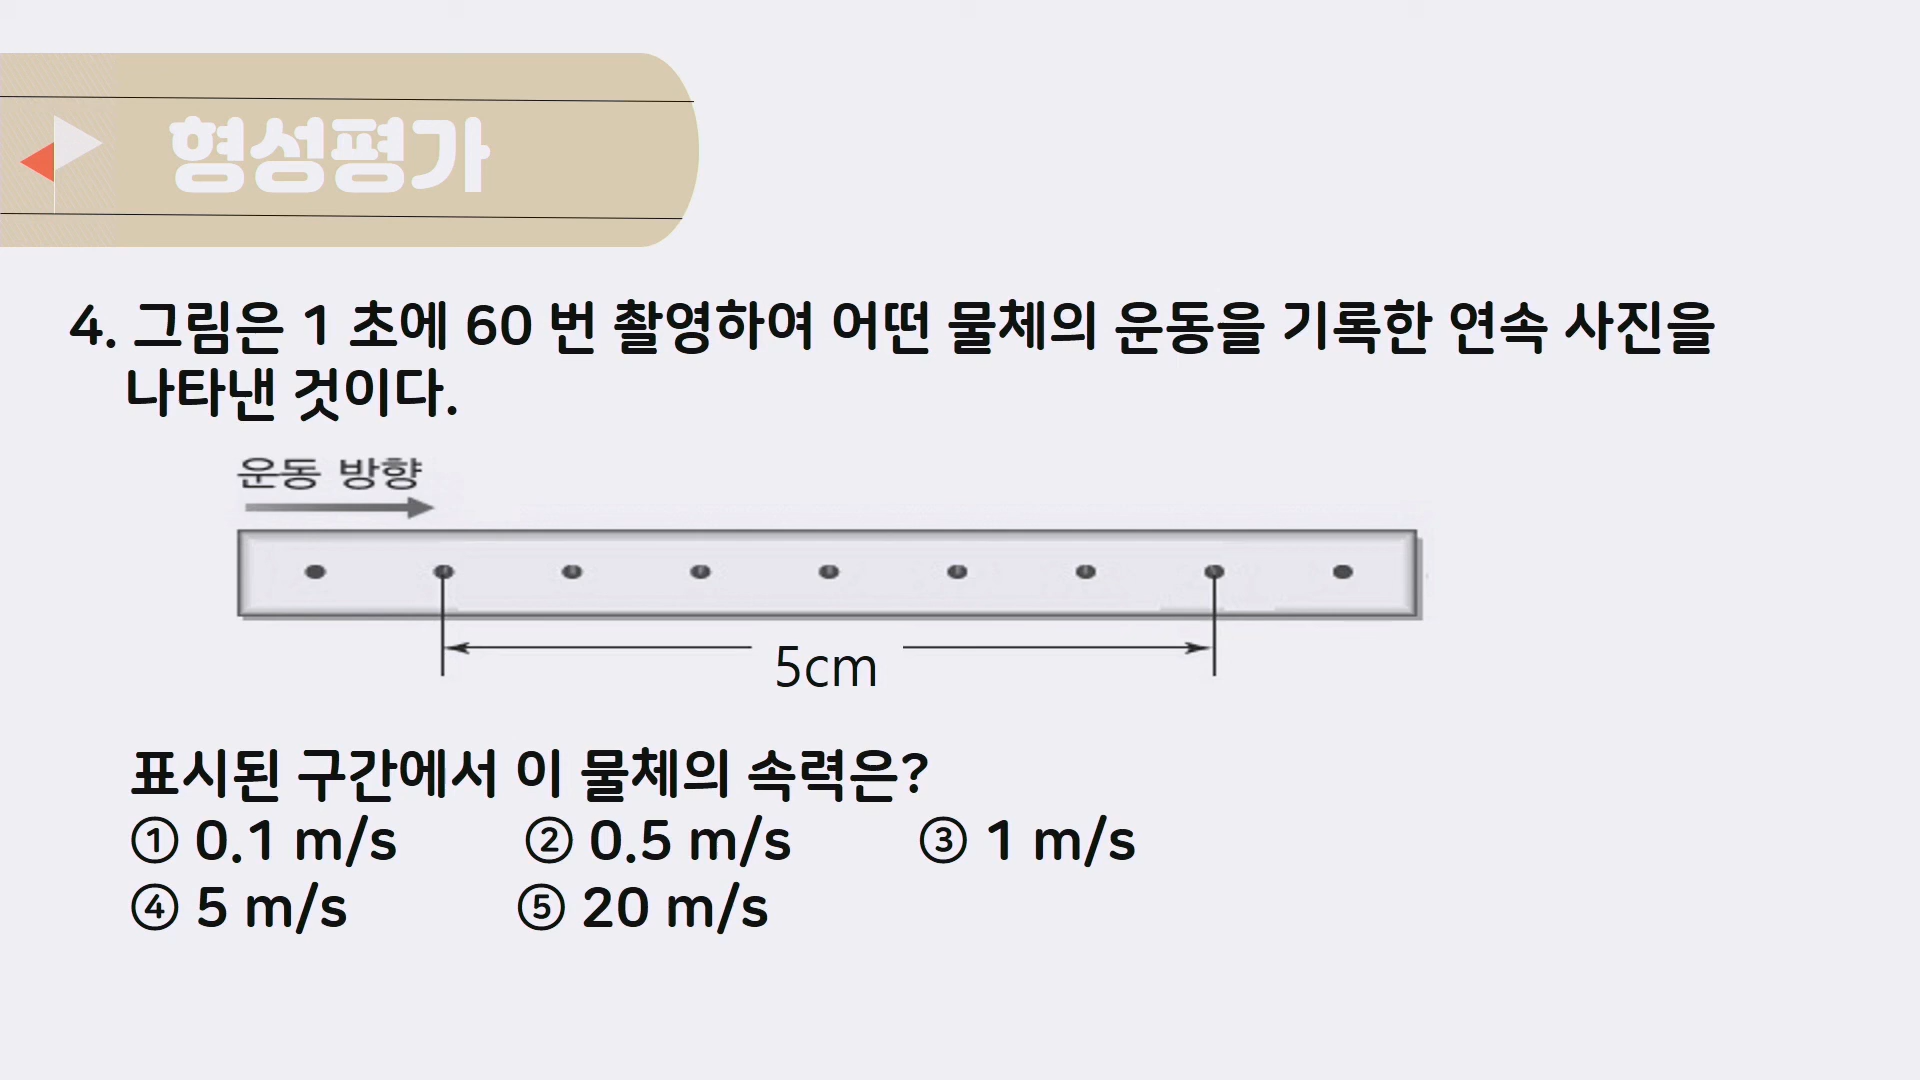 형성평가
4. 그림은 1 초에 60 번 촬영하여 어떤 물체의 운동을 기록한 연속 사진을
나타낸 것이다.
운동 방향
5cm
표시된 구간에서 이 물체의 속력은?
① 0.1 m/s ② 0.5 m/s ③ 1 m/s
④ 5 m/s ⑤ 20 m/s